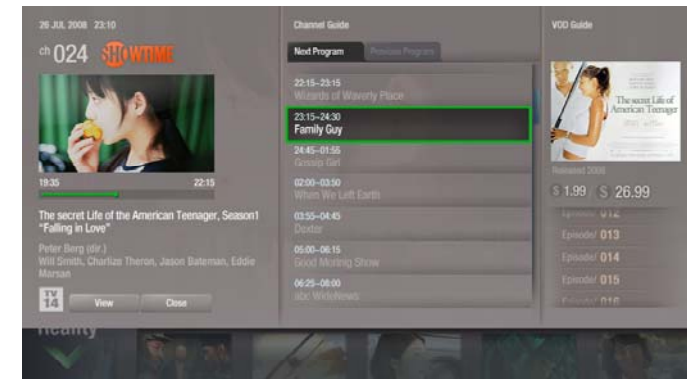 26 JUL. 2008 23:10
ch 024 SHOWTIME
19:35 22:15
The secret Life of the American Teenager, Season1
"Falling in Love"
Peter Berg (dir.)
Will Smith, Charlize Theron, Jason Bateman, Eddie
Marsan
TV
14
View Close
Channel Guide
Next Program Previous Program
22:15~23:15
Wizards of Waverly Place
23:15~24:30
Family Guy
24:45~01:55
Gossip Girl
02:00~03:50
When We Left Earth
03:55~04:45
Dexter
05:00~06:15
Good Mornig Show
06:25~08:00
abc WideNews
VOD Guide
The secret Life of
American Teenager
Released 2008
$ 1.99 / $ 26.99
Episode/ 012
Episode/ 013
Episode/ 014
Episode/ 015
Episode/ 016
Reality